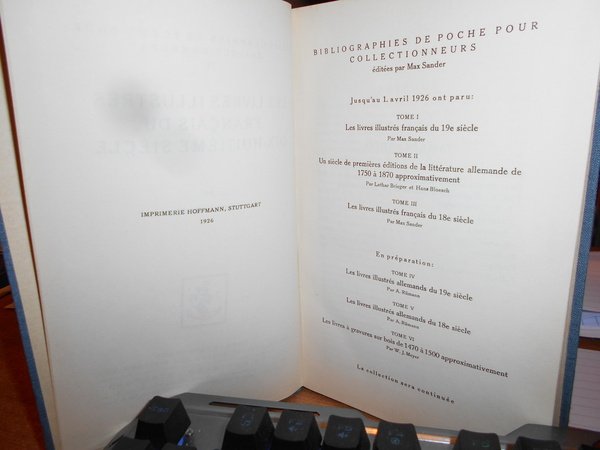 IMPRIMERIE HOFFMANN, STUTTGART
1926
BIBLIOGRAPHIES DE POCHE POUR
COLLECTIONNEURS
éditées par Max Sander
Jusqu'au 1. avril 1926 ont paru:
TOME I
Les livres illustrés français du 19e siècle
Par Max Sander
TOME II
Un siècle de premières éditions de la littérature allemande de
1750 à 1870 approximativement
Par Lothar Brieger et Hans Bloesch
TOME III
Les livres illustrés français du 18e siècle
Par Max Sander
En préparation:
TOME IV
Les livres illustrés allemands du 19e siècle
Par A. Rümann
TOME V
Les livres illustrés allemands du 18e siècle
Par A. Rümann
TOME VI
Les livres à gravures sur bois de 1470 à 1500 approximativement
Par W. J. Meyer
La collection sera continuée